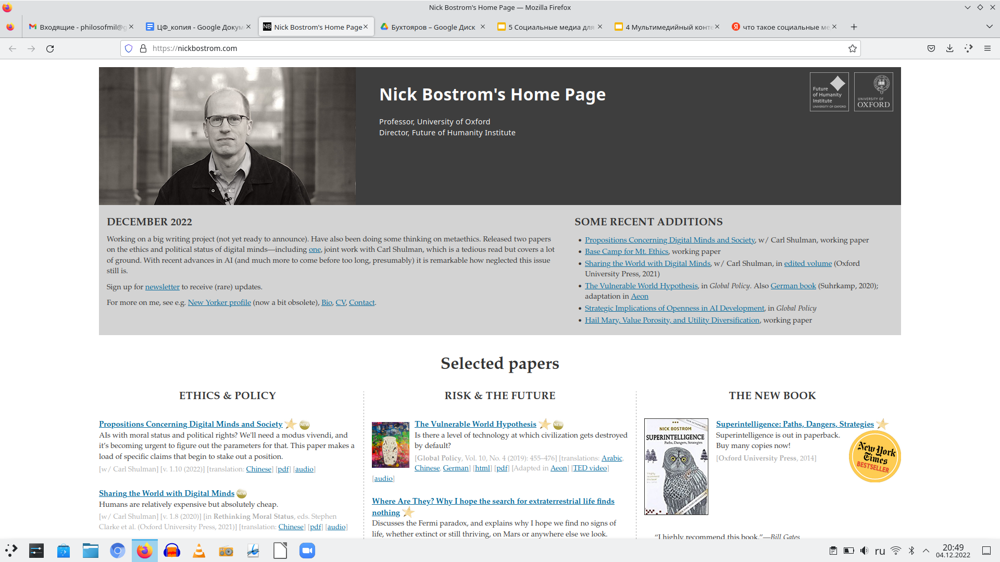 Nick Bostrom's Home Page — Mozilla Firefox
Входящие - philosofmil@g
ЦФ_копия - Google Докум
Nick Bostrom's Home Page
Бухтояров – Google Диск
5 Социальные медиа для
4 Мультимедийный конте
что такое социальные ме
https://nickbostrom.com
Nick Bostrom's Home Page
Professor, University of Oxford
Director, Future of Humanity Institute
Future
of Humanity
Institute
UNIVERSITY OF OXFORD
UNIVERSITY OF
OXFORD
DECEMBER 2022
Working on a big writing project (not yet ready to announce). Have also been doing some thinking on metaethics. Released two papers
on the ethics and political status of digital minds—including one, joint work with Carl Shulman, which is a tedious read but covers a lot
of ground. With recent advances in AI (and much more to come before too long, presumably) it is remarkable how neglected this issue
still is.
Sign up for newsletter to receive (rare) updates.
For more on me, see e.g. New Yorker profile (now a bit obsolete), Bio, CV, Contact.
SOME RECENT ADDITIONS
• Propositions Concerning Digital Minds and Society, w/ Carl Shulman, working paper
• Base Camp for Mt. Ethics, working paper
• Sharing the World with Digital Minds, w/ Carl Shulman, in edited volume (Oxford
University Press, 2021)
• The Vulnerable World Hypothesis, in Global Policy. Also German book (Suhrkamp, 2020);
adaptation in Aeon
• Strategic Implications of Openness in AI Development, in Global Policy
• Hail Mary, Value Porosity, and Utility Diversification, working paper
Selected papers
ETHICS & POLICY
Propositions Concerning Digital Minds and Society NEW
AIs with moral status and political rights? We'll need a modus vivendi, and
it’s becoming urgent to figure out the parameters for that. This paper makes a
load of specific claims that begin to stake out a position.
[w/ Carl Shulman] [v. 1.10 (2022)] [translation: Chinese] [pdf] [audio]
Sharing the World with Digital Minds NEW
Humans are relatively expensive but absolutely cheap.
[w/ Carl Shulman] [v. 1.8 (2020)] [in Rethinking Moral Status, eds. Stephen
Clarke et al. (Oxford University Press, 2021)] [translation: Chinese] [pdf] [audio]
RISK & THE FUTURE
The Vulnerable World Hypothesis NEW
Is there a level of technology at which civilization gets destroyed
by default?
[Global Policy, Vol. 10, No. 4 (2019): 455–476] [translations: Arabic,
Chinese, German] [html] [pdf] [Adapted in Aeon] [TED video]
[audio]
Where Are They? Why I hope the search for extraterrestrial life finds
nothing
Discusses the Fermi paradox, and explains why I hope we find no signs of
life, whether extinct or still thriving, on Mars or anywhere else we look.
THE NEW BOOK
NICK BOSTROM
SUPERINTELLIGENCE
Paths, Dangers, Strategies
Superintelligence: Paths, Dangers, Strategies
Superintelligence is out in paperback.
Buy many copies now!
[Oxford University Press, 2014]
New York
Times
BESTSELLER
“I highly recommend this book.”—Bill Gates
ru
20:49
04.12.2022